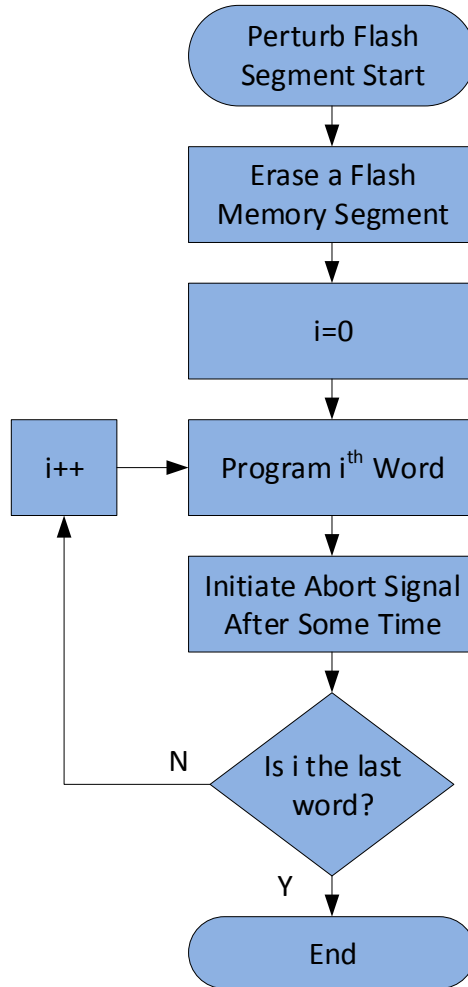 Perturb Flash
Segment Start
Erase a Flash
Memory Segment
i=0
i++
Program ith Word
Initiate Abort Signal
After Some Time
N
Is i the last
word?
Y
End